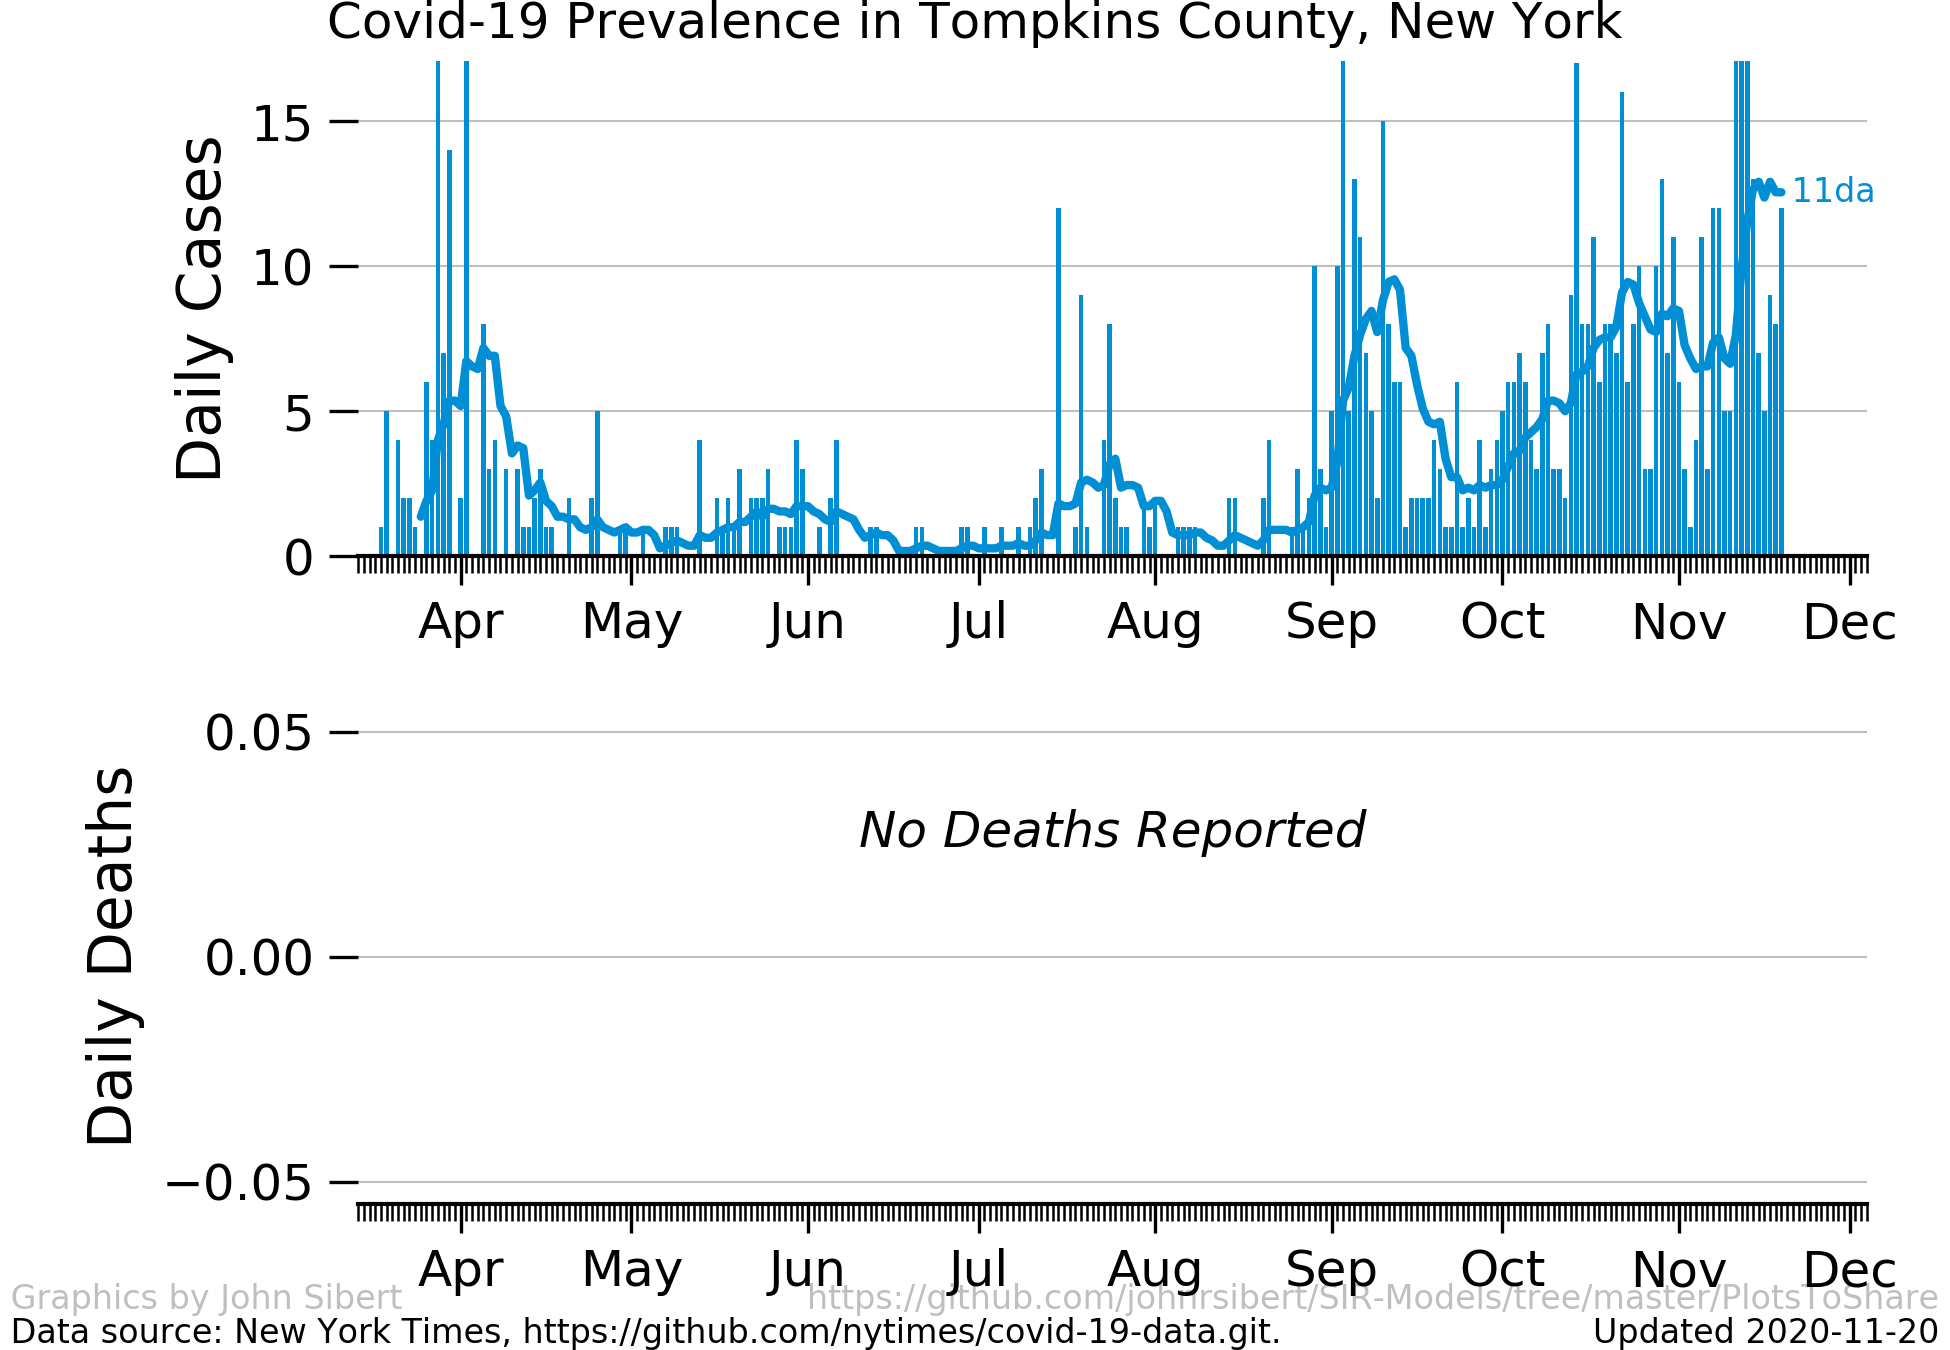 Covid-19 Prevalence in Tompkins County, New York
Daily Cases
15
10
5
0
11da
Apr May Jun Jul Aug Sep Oct Nov Dec
Daily Deaths
0.05
No Deaths Reported
0.00
−0.05
Apr May Jun Jul Aug Sep Oct Nov Dec
Graphics by John Sibert https://github.com/johnrsibert/SIR-Models/tree/master/PlotsToShare
Data source: New York Times, https://github.com/nytimes/covid-19-data.git. Updated 2020-11-20